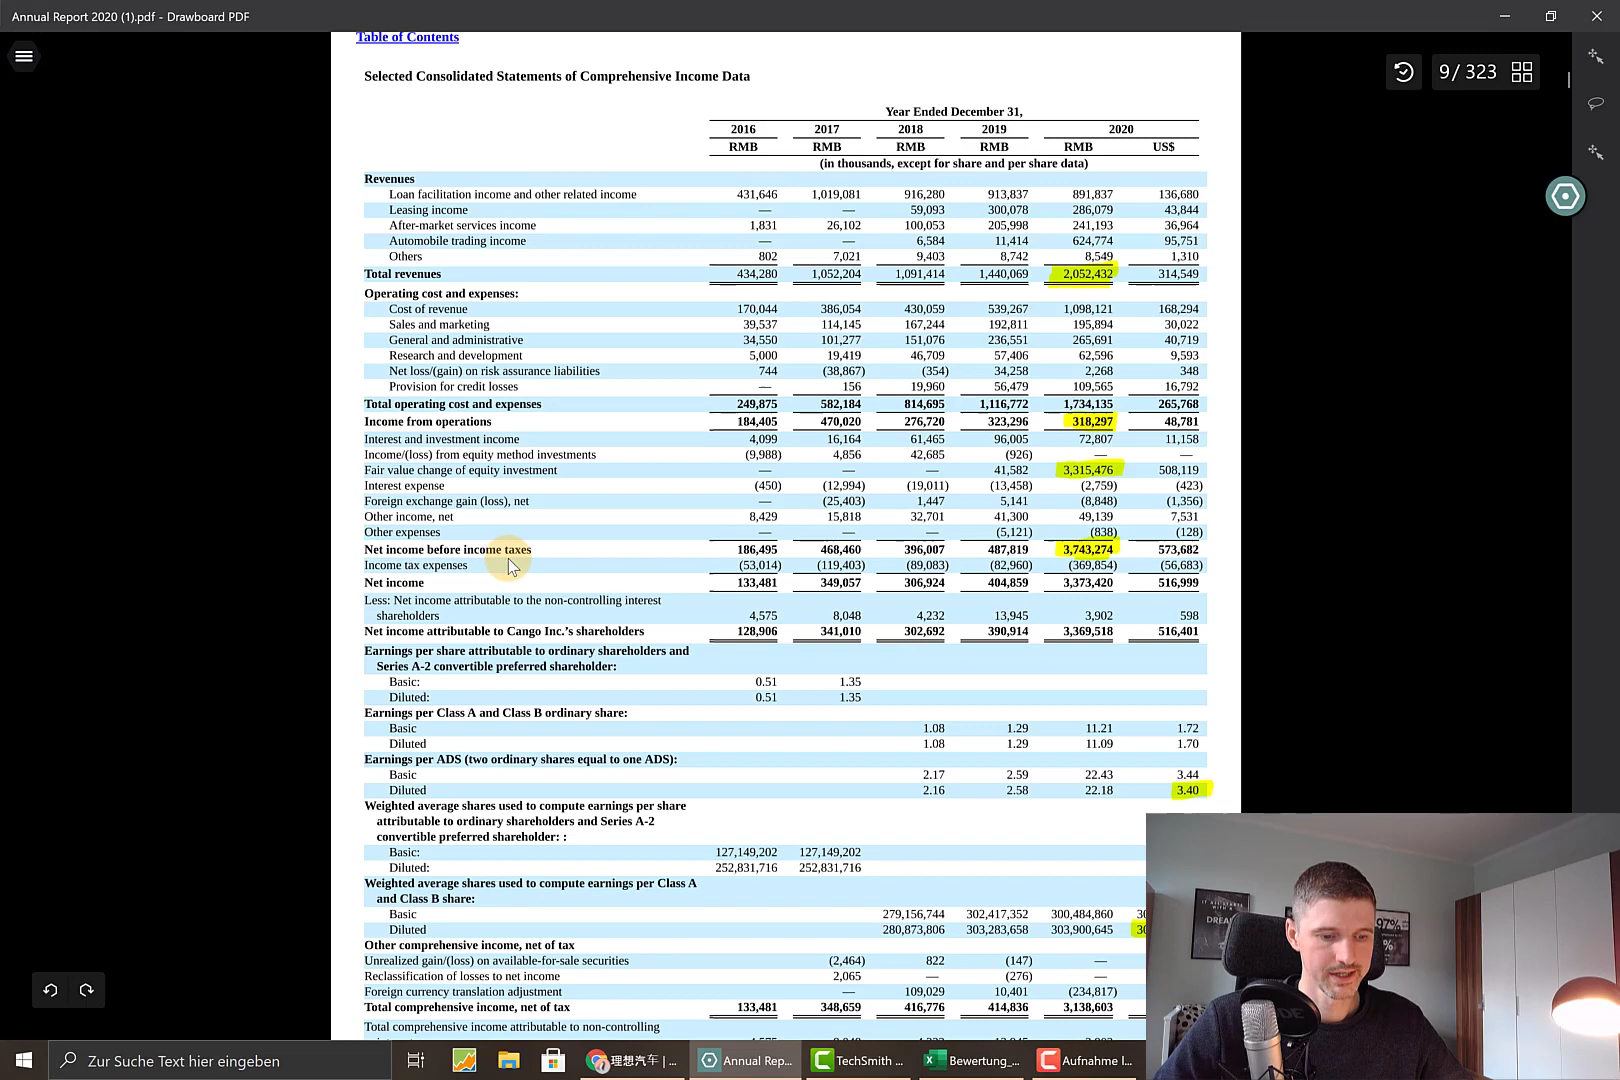 Annual Report 2020 (1).pdf - Drawboard PDF
9 / 323
Table of Contents
Selected Consolidated Statements of Comprehensive Income Data
Year Ended December 31,
2016 2017 2018 2019 2020
RMB RMB RMB RMB RMB US$
(in thousands, except for share and per share data)
Revenues
Loan facilitation income and other related income 431,646 1,019,081 916,280 913,837 891,837 136,680
Leasing income — — 59,093 300,078 286,079 43,844
After-market services income 1,831 26,102 100,053 205,998 241,193 36,964
Automobile trading income — — 6,584 11,414 624,774 95,751
Others 802 7,021 9,403 8,742 8,549 1,310
Total revenues 434,280 1,052,204 1,091,414 1,440,069 2,052,432 314,549
Operating cost and expenses:
Cost of revenue 170,044 386,054 430,059 539,267 1,098,121 168,294
Sales and marketing 39,537 114,145 167,244 192,811 195,894 30,022
General and administrative 34,550 101,277 151,076 236,551 265,691 40,719
Research and development 5,000 19,419 46,709 57,406 62,596 9,593
Net loss/(gain) on risk assurance liabilities 744 (38,867) (354) 34,258 2,268 348
Provision for credit losses — 156 19,960 56,479 109,565 16,792
Total operating cost and expenses 249,875 582,184 814,695 1,116,772 1,734,135 265,768
Income from operations 184,405 470,020 276,720 323,296 318,297 48,781
Interest and investment income 4,099 16,164 61,465 96,005 72,807 11,158
Income/(loss) from equity method investments (9,988) 4,856 42,685 (926) — —
Fair value change of equity investment — — — 41,582 3,315,476 508,119
Interest expense (450) (12,994) (19,011) (13,458) (2,759) (423)
Foreign exchange gain (loss), net — (25,403) 1,447 5,141 (8,848) (1,356)
Other income, net 8,429 15,818 32,701 41,300 49,139 7,531
Other expenses — — — (5,121) (838) (128)
Net income before income taxes 186,495 468,460 396,007 487,819 3,743,274 573,682
Income tax expenses (53,014) (119,403) (89,083) (82,960) (369,854) (56,683)
Net income 133,481 349,057 306,924 404,859 3,373,420 516,999
Less: Net income attributable to the non-controlling interest
shareholders 4,575 8,048 4,232 13,945 3,902 598
Net income attributable to Cango Inc.’s shareholders 128,906 341,010 302,692 390,914 3,369,518 516,401
Earnings per share attributable to ordinary shareholders and
Series A-2 convertible preferred shareholder:
Basic: 0.51 1.35
Diluted: 0.51 1.35
Earnings per Class A and Class B ordinary share:
Basic 1.08 1.29 11.21 1.72
Diluted 1.08 1.29 11.09 1.70
Earnings per ADS (two ordinary shares equal to one ADS):
Basic 2.17 2.59 22.43 3.44
Diluted 2.16 2.58 22.18 3.40
Weighted average shares used to compute earnings per share
attributable to ordinary shareholders and Series A-2
convertible preferred shareholder: :
Basic: 127,149,202 127,149,202
Diluted: 252,831,716 252,831,716
Weighted average shares used to compute earnings per Class A
and Class B share:
Basic 279,156,744 302,417,352 300,484,860 30
Diluted 280,873,806 303,283,658 303,900,645 30
Other comprehensive income, net of tax
Unrealized gain/(loss) on available-for-sale securities (2,464) 822 (147) —
Reclassification of losses to net income 2,065 — (276) —
Foreign currency translation adjustment — 109,029 10,401 (234,817)
Total comprehensive income, net of tax 133,481 348,659 416,776 414,836 3,138,603
Total comprehensive income attributable to non-controlling
DREA
97%
%
Zur Suche Text hier eingeben
理想汽车 | ...
Annual Rep...
TechSmith ...
Bewertung_...
Aufnahme l...